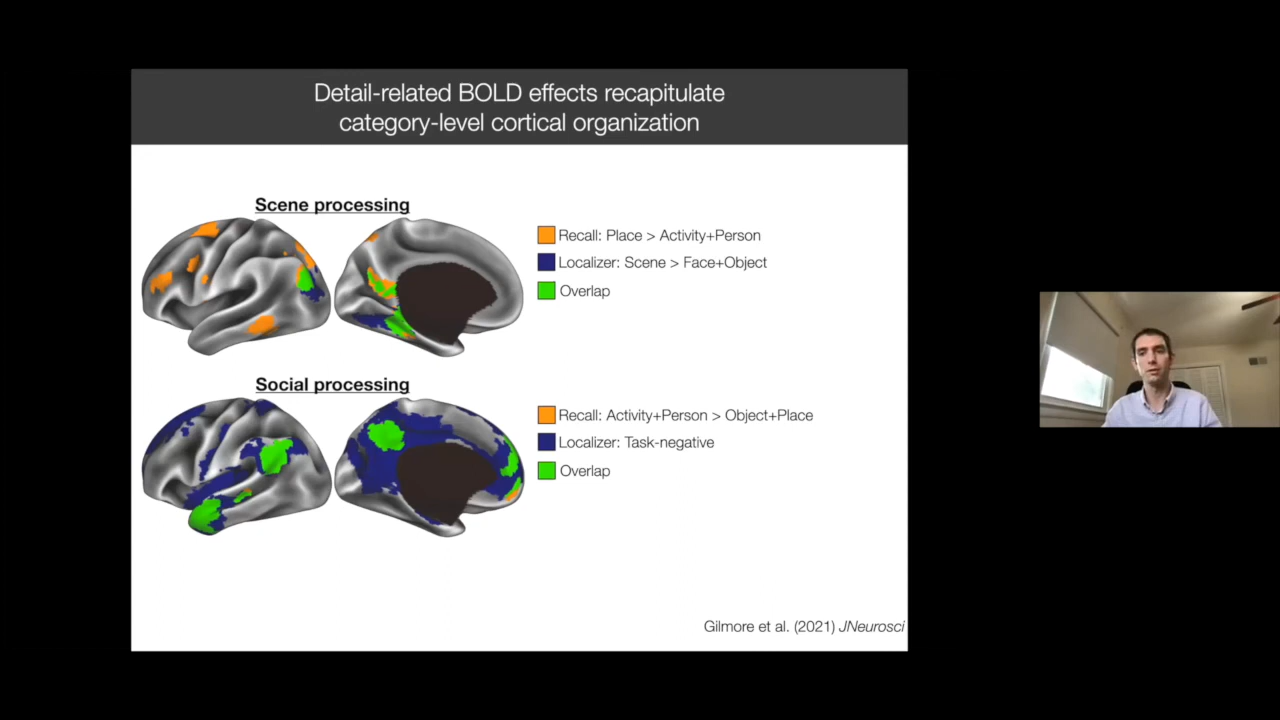 Detail-related BOLD effects recapitulate
category-level cortical organization
Scene processing
Recall: Place > Activity+Person
Localizer: Scene > Face+Object
Overlap
Social processing
Recall: Activity+Person > Object+Place
Localizer: Task-negative
Overlap
Gilmore et al. (2021) JNeurosci